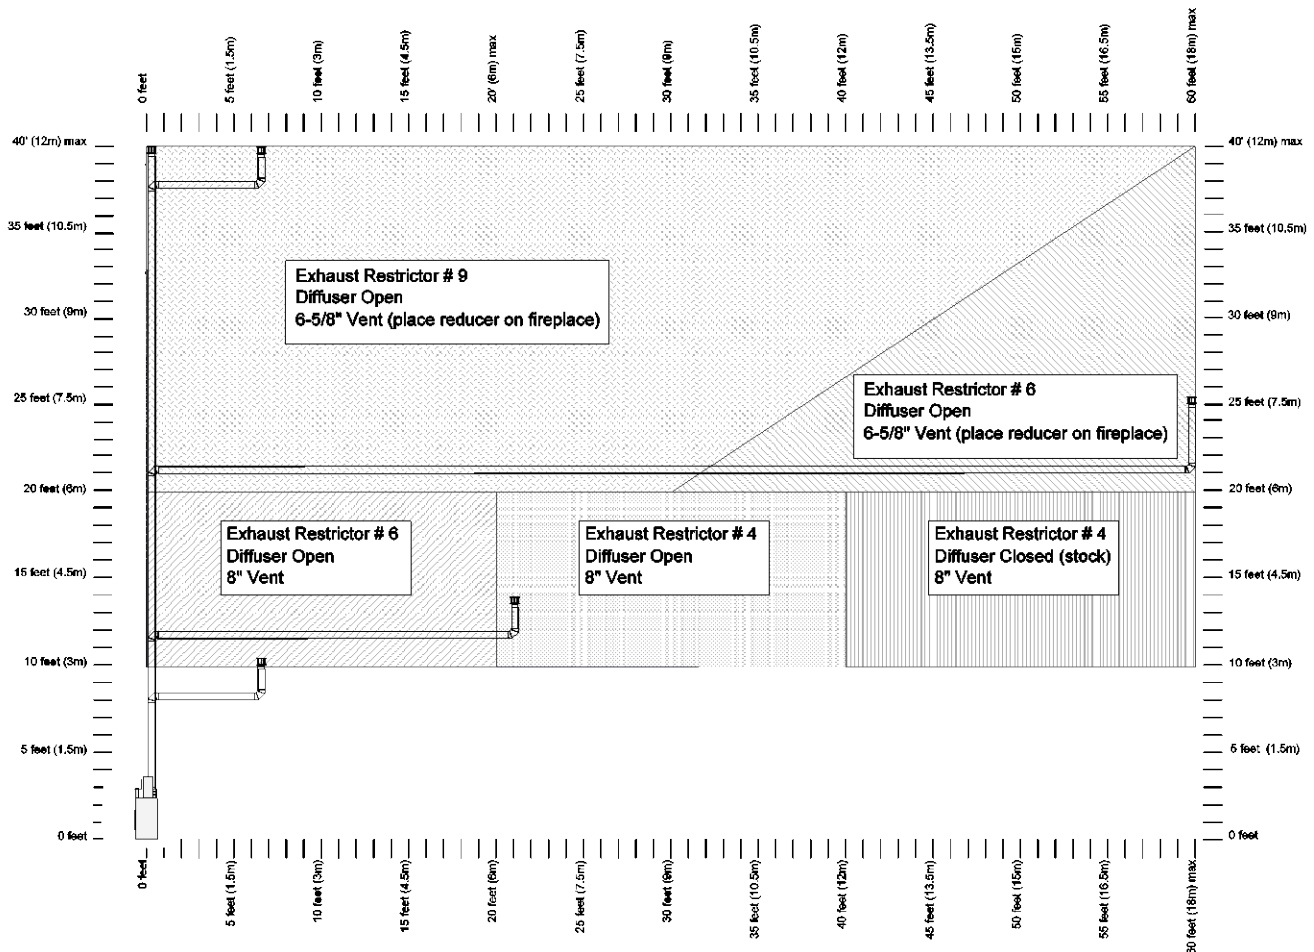 0 feet
5 feet (1.5m)
10 feet (3m)
15 feet (4.5m)
20' (6m) max
25 feet (7.5m)
30 feet (9m)
35 feet (10.5m)
40 feet (12m)
45 feet (13.5m)
50 feet (15m)
55 feet (16.5m)
60 feet (18m) max
40' (12m) max
35 feet (10.5m)
30 feet (9m)
25 feet (7.5m)
20 feet (6m)
15 feet (4.5m)
10 feet (3m)
5 feet (1.5m)
0 feet
Exhaust Restrictor # 9
Diffuser Open
6-5/8" Vent (place reducer on fireplace)
Exhaust Restrictor # 6
Diffuser Open
6-5/8" Vent (place reducer on fireplace)
Exhaust Restrictor # 6
Diffuser Open
8" Vent
Exhaust Restrictor # 4
Diffuser Open
8" Vent
Exhaust Restrictor # 4
Diffuser Closed (stock)
8" Vent
40' (12m) max
35 feet (10.5m)
30 feet (9m)
25 feet (7.5m)
20 feet (6m)
15 feet (4.5m)
10 feet (3m)
5 feet (1.5m)
0 feet
0 feet
5 feet (1.5m)
10 feet (3m)
15 feet (4.5m)
20 feet (6m)
25 feet (7.5m)
30 feet (9m)
35 feet (10.5m)
40 feet (12m)
45 feet (13.5m)
50 feet (15m)
55 feet (16.5m)
60 feet (18m) max